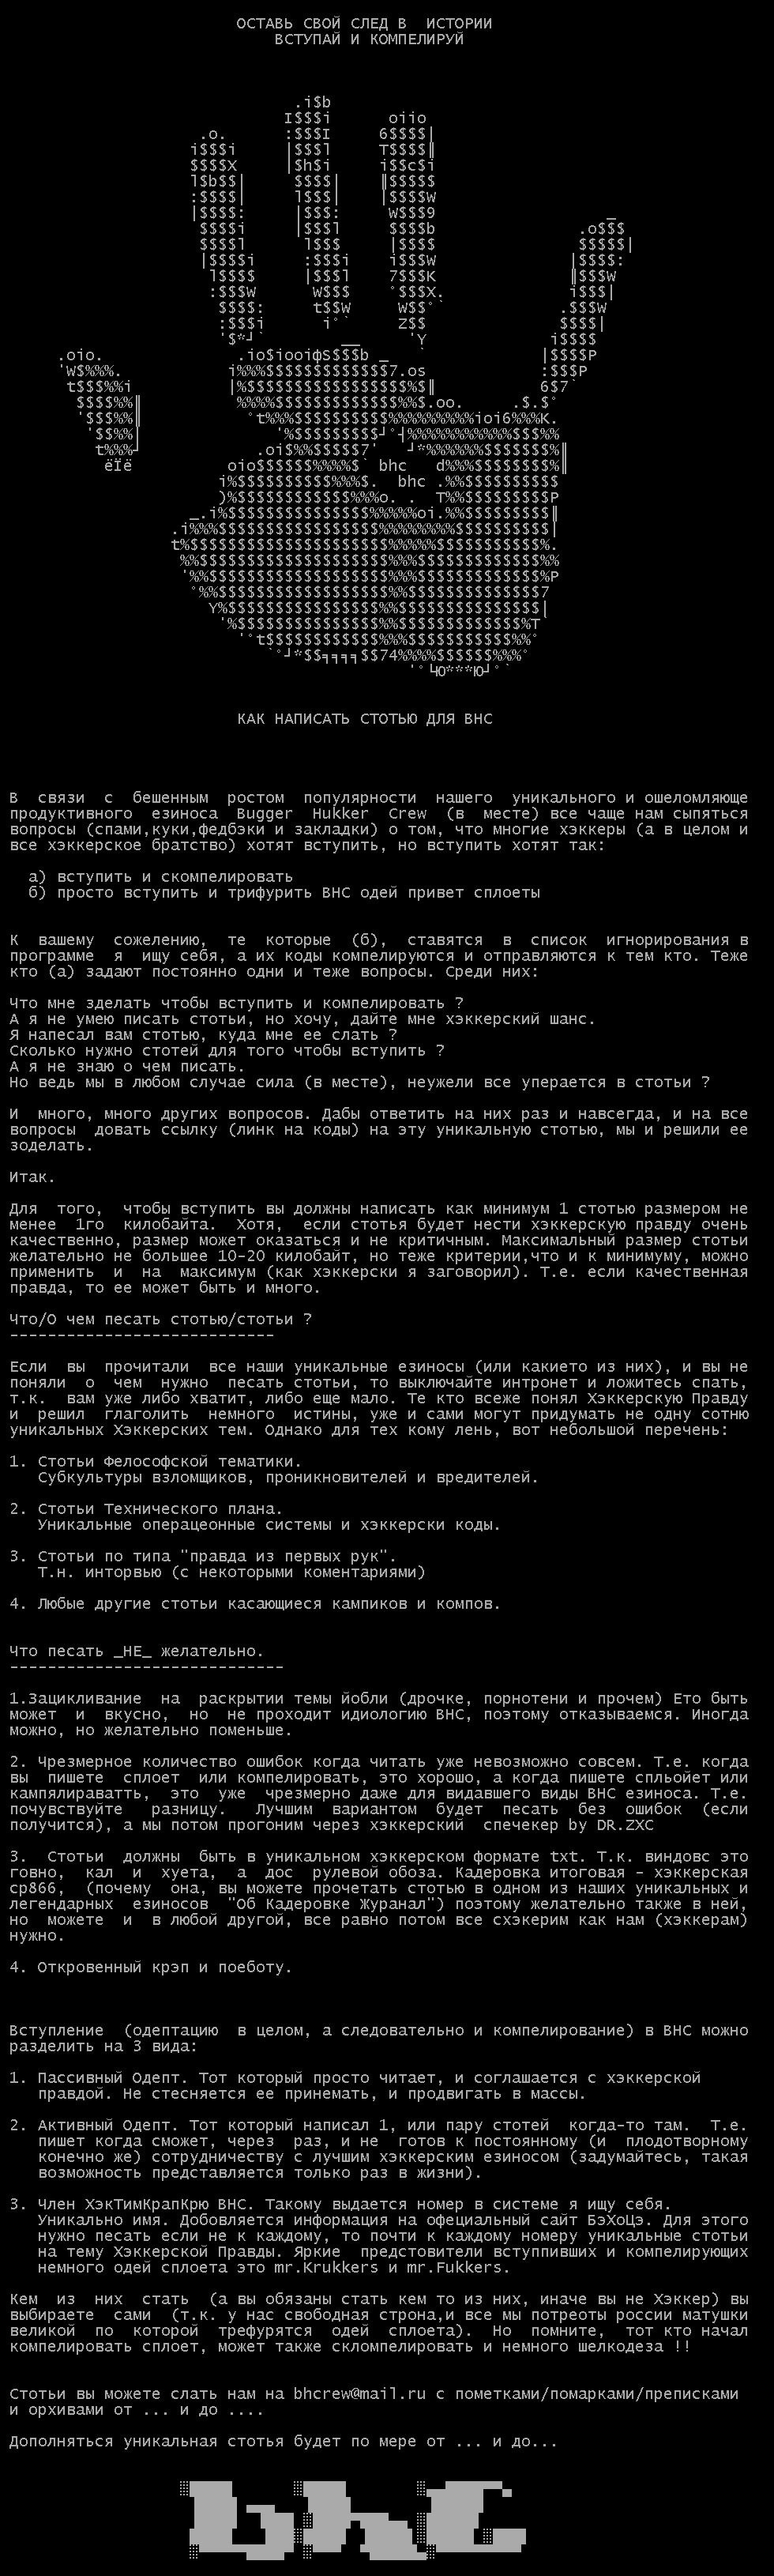 ОСТАВЬ СВОЙ СЛЕД В  ИСТОРИИ
ВСТУПАЙ И КОМПЕЛИРУЙ
bhc
bhc
КАК НАПИСАТЬ СТОТЬЮ ДЛЯ BHC
В  связи  с  бешенным  ростом  популярности  нашего  уникального и ошеломляюще
продуктивного  езиноса  Bugger  Hukker  Crew  (в  месте) все чаще нам сыпяться
вопросы (спами,куки,федбэки и закладки) о том, что многие хэккеры (а в целом и
все хэккерское братство) хотят вступить, но вступить хотят так:
а) вступить и скомпелировать
б) просто вступить и трифурить BHC одей привет сплоеты
К  вашему  сожелению,  те  которые  (б),  ставятся  в  список  игнорирования в
программе  я  ищу себя, а их коды компелируются и отправляются к тем кто. Теже
кто (а) задают постоянно одни и теже вопросы. Среди них:
Что мне зделать чтобы вступить и компелировать ?
А я не умею писать стотьи, но хочу, дайте мне хэккерский шанс.
Я напесал вам стотью, куда мне ее слать ?
Сколько нужно стотей для того чтобы вступить ?
А я не знаю о чем писать.
Но ведь мы в любом случае сила (в месте), неужели все уперается в стотьи ?
И  много, много других вопросов. Дабы ответить на них раз и навсегда, и на все
вопросы  довать ссылку (линк на коды) на эту уникальную стотью, мы и решили ее
зоделать.
Итак.
Для  того,  чтобы вступить вы должны написать как минимум 1 стотью размером не
менее  1го  килобайта.  Хотя,  если стотья будет нести хэккерскую правду очень
качественно, размер может оказаться и не критичным. Максимальный размер стотьи
желательно не большее 10-20 килобайт, но теже критерии,что и к минимуму, можно
применить  и  на  максимум (как хэккерски я заговорил). Т.е. если качественная
правда, то ее может быть и много.
Что/О чем песать стотью/стотьи ?
----------------------------
Если  вы  прочитали  все наши уникальные езиносы (или какието из них), и вы не
поняли  о  чем  нужно  песать стотьи, то выключайте интронет и ложитесь спать,
т.к.  вам уже либо хватит, либо еще мало. Те кто всеже понял Хэккерскую Правду
и  решил  глаголить  немного  истины, уже и сами могут придумать не одну сотню
уникальных Хэккерских тем. Однако для тех кому лень, вот небольшой перечень:
1. Стотьи Фелософской тематики.
Субкультуры взломщиков, проникновителей и вредителей.
2. Стотьи Технического плана.
Уникальные операцеонные системы и хэккерски коды.
3. Стотьи по типа "правда из первых рук".
Т.н. инторвью (с некоторыми коментариями)
4. Любые другие стотьи касающиеся кампиков и компов.
Что песать _НЕ_ желательно.
-----------------------------
1.Зацикливание  на  раскрытии темы йобли (дрочке, порнотени и прочем) Ето быть
может  и  вкусно,  но  не проходит идиологию BHC, поэтому отказываемся. Иногда
можно, но желательно поменьше.
2. Чрезмерное количество ошибок когда читать уже невозможно совсем. Т.е. когда
вы  пишете  сплоет  или компелировать, это хорошо, а когда пишете спльойет или
кампялираватть,  это  уже  чрезмерно даже для видавшего виды BHC езиноса. Т.е.
почувствуйте   разницу.   Лучшим  вариантом  будет  песать  без  ошибок  (если
получится), а мы потом прогоним через хэккерский  спечекер by DR.ZXC
3.  Стотьи  должны  быть в уникальном хэккерском формате txt. Т.к. виндовс это
говно,  кал  и  хуета,  а  дос  рулевой обоза. Кадеровка итоговая - хэккерская
cp866,  (почему  она, вы можете прочетать стотью в одном из наших уникальных и
легендарных  езиносов  "Об Кадеровке Журанал") поэтому желательно также в ней,
но  можете  и  в любой другой, все равно потом все схэкерим как нам (хэккерам)
нужно.
4. Откровенный крэп и поеботу.
Вступление  (одептацию  в целом, а следовательно и компелирование) в BHC можно
разделить на 3 вида:
1. Пассивный Одепт. Тот который просто читает, и соглашается с хэккерской
правдой. Не стесняется ее принемать, и продвигать в массы.
2. Активный Одепт. Тот который написал 1, или пару стотей  когда-то там.  Т.е.
пишет когда сможет, через  раз, и не  готов к постоянному (и  плодотворному
конечно же) сотрудничеству с лучшим хэккерским езиносом (задумайтесь, такая
возможность представляется только раз в жизни).
3. Член ХэкТимКрапКрю BHC. Такому выдается номер в системе я ищу себя.
Уникально имя. Добовляется информация на офецеальный сайт БэХоЦэ. Для этого
нужно песать если не к каждому, то почти к каждому номеру уникальные стотьи
на тему Хэккерской Правды. Яркие  предстовители вступпивших и компелирующих
немного одей сплоета это mr.Krukkers и mr.Fukkers.
Кем  из  них  стать  (а вы обязаны стать кем то из них, иначе вы не Хэккер) вы
выбираете  сами  (т.к. у нас свободная строна,и все мы потреоты россии матушки
великой  по  которой  трефурятся  одей  сплоета).  Но  помните,  тот кто начал
компелировать сплоет, может также скломпелировать и немного шелкодеза !!
Стотьи вы можете слать нам на bhcrew@mail.ru с пометками/помарками/преписками
и орхивами от ... и до ....
Дополняться уникальная стотья будет по мере от ... и до...